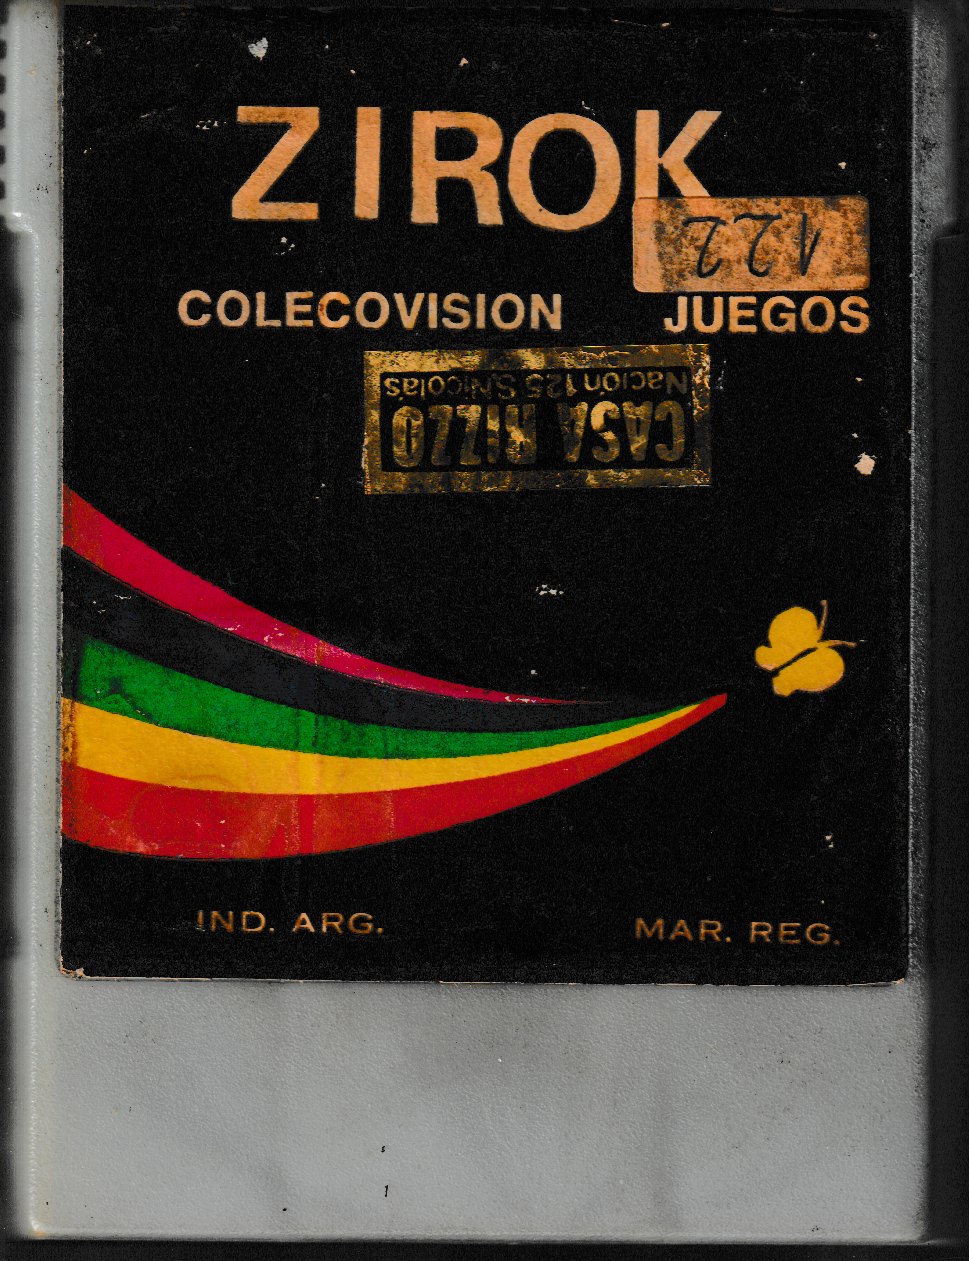 ZIROK
122
COLECOVISION JUEGOS
CASA RIZZO
Nación 125 S.Nicolás
IND. ARG. MAR. REG.